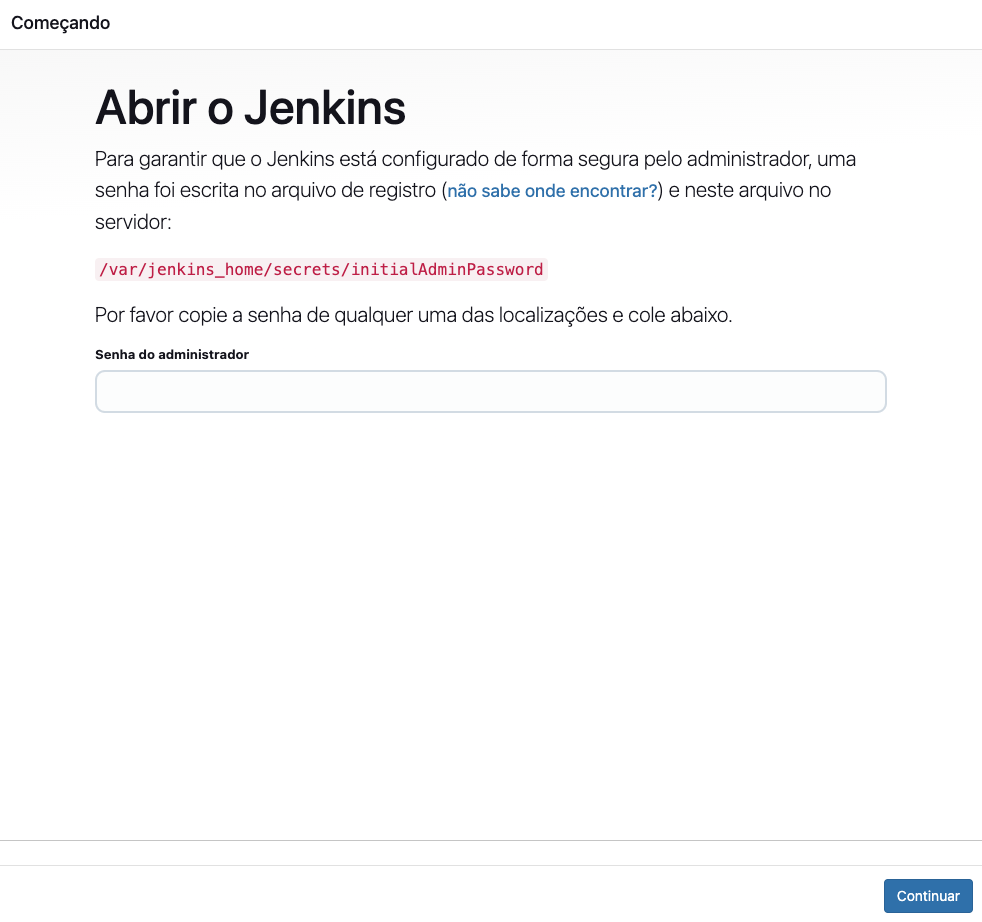 Começando
Abrir o Jenkins
Para garantir que o Jenkins está configurado de forma segura pelo administrador, uma
senha foi escrita no arquivo de registro (não sabe onde encontrar?) e neste arquivo no
servidor:
/var/jenkins_home/secrets/initialAdminPassword
Por favor copie a senha de qualquer uma das localizações e cole abaixo.
Senha do administrador
Continuar